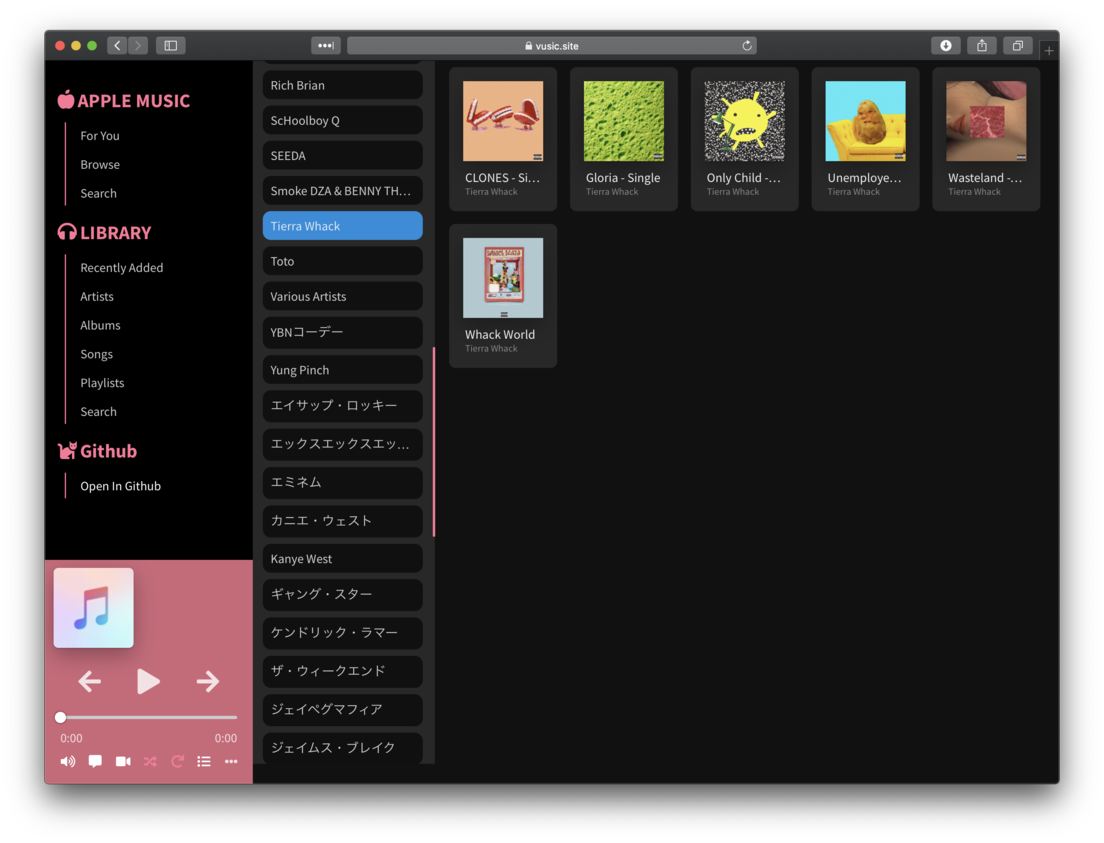 vusic.site
APPLE MUSIC
For You
Browse
Search
LIBRARY
Recently Added
Artists
Albums
Songs
Playlists
Search
Github
Open In Github
0:00
0:00
Rich Brian
ScHoolboy Q
SEEDA
Smoke DZA & BENNY TH...
Tierra Whack
Toto
Various Artists
YBNコーデー
Yung Pinch
エイサップ・ロッキー
エックスエックスエッ...
エミネム
カニエ・ウェスト
Kanye West
ギャング・スター
ケンドリック・ラマー
ザ・ウィークエンド
ジェイペグマフィア
ジェイムス・ブレイク
CLONES - Si...
Tierra Whack
Gloria - Single
Tierra Whack
Only Child -...
Tierra Whack
Unemploye...
Tierra Whack
Wasteland -...
Tierra Whack
Whack World
Tierra Whack